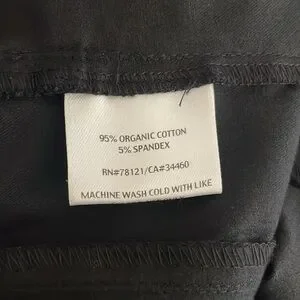 95% ORGANIC COTTON
5% SPANDEX
RN#78121/CA#34460
MACHINE WASH COLD WITH LIKE